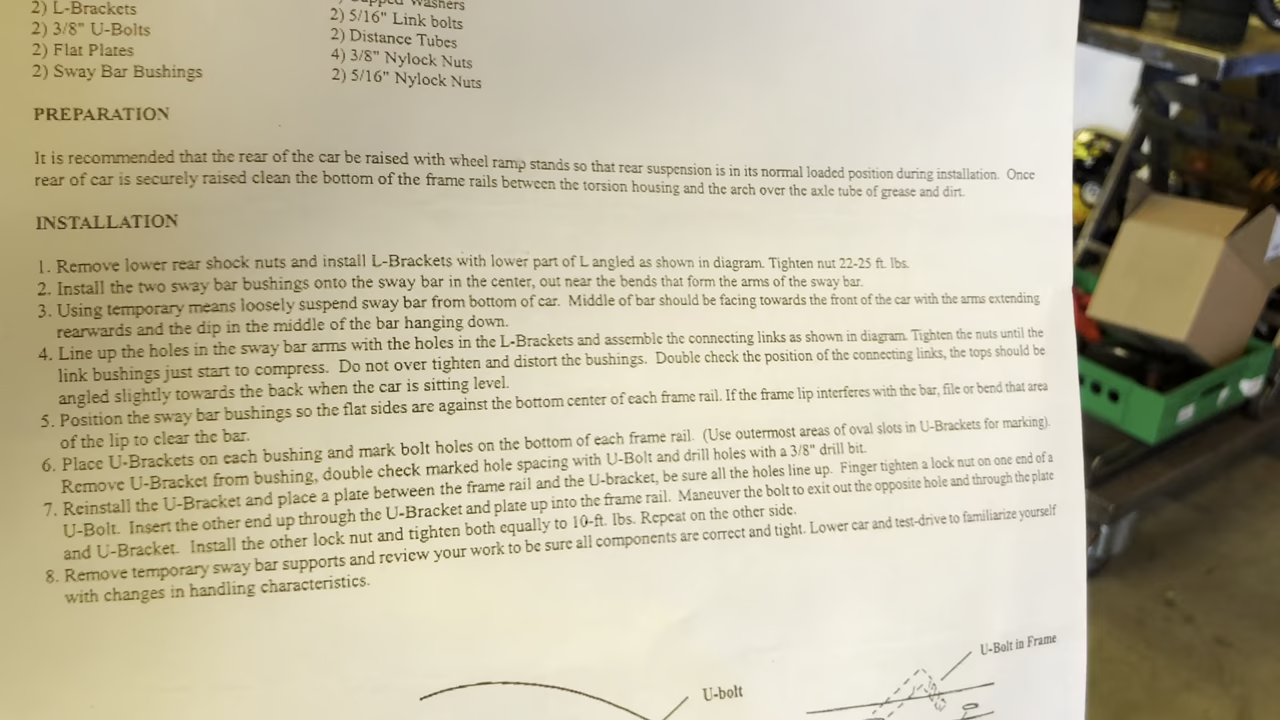 2) L-Brackets
2) 3/8" U-Bolts
2) Flat Plates
2) Sway Bar Bushings
Washers
2) 5/16" Link bolts
2) Distance Tubes
4) 3/8" Nylock Nuts
2) 5/16" Nylock Nuts
PREPARATION
It is recommended that the rear of the car be raised with wheel ramp stands so that rear suspension is in its normal loaded position during installation. Once
rear of car is securely raised clean the bottom of the frame rails between the torsion housing and the arch over the axle tube of grease and dirt.
INSTALLATION
1. Remove lower rear shock nuts and install L-Brackets with lower part of L angled as shown in diagram. Tighten nut 22-25 ft. lbs.
2. Install the two sway bar bushings onto the sway bar in the center, out near the bends that form the arms of the sway bar.
3. Using temporary means loosely suspend sway bar from bottom of car. Middle of bar should be facing towards the front of the car with the arms extending
rearwards and the dip in the middle of the bar hanging down.
4. Line up the holes in the sway bar arms with the holes in the L-Brackets and assemble the connecting links as shown in diagram. Tighten the nuts until the
link bushings just start to compress. Do not over tighten and distort the bushings. Double check the position of the connecting links, the tops should be
angled slightly towards the back when the car is sitting level.
5. Position the sway bar bushings so the flat sides are against the bottom center of each frame rail. If the frame lip interferes with the bar, file or bend that area
of the lip to clear the bar.
6. Place U-Brackets on each bushing and mark bolt holes on the bottom of each frame rail. (Use outermost areas of oval slots in U-Brackets for marking).
Remove U-Bracket from bushing, double check marked hole spacing with U-Bolt and drill holes with a 3/8" drill bit.
7. Reinstall the U-Bracket and place a plate between the frame rail and the U-bracket, be sure all the holes line up. Finger tighten a lock nut on one end of a
U-Bolt. Insert the other end up through the U-Bracket and plate up into the frame rail. Maneuver the bolt to exit out the opposite hole and through the plate
and U-Bracket. Install the other lock nut and tighten both equally to 10-ft. lbs. Repeat on the other side.
8. Remove temporary sway bar supports and review your work to be sure all components are correct and tight. Lower car and test-drive to familiarize yourself
with changes in handling characteristics.
U-bolt
U-Bolt in Frame